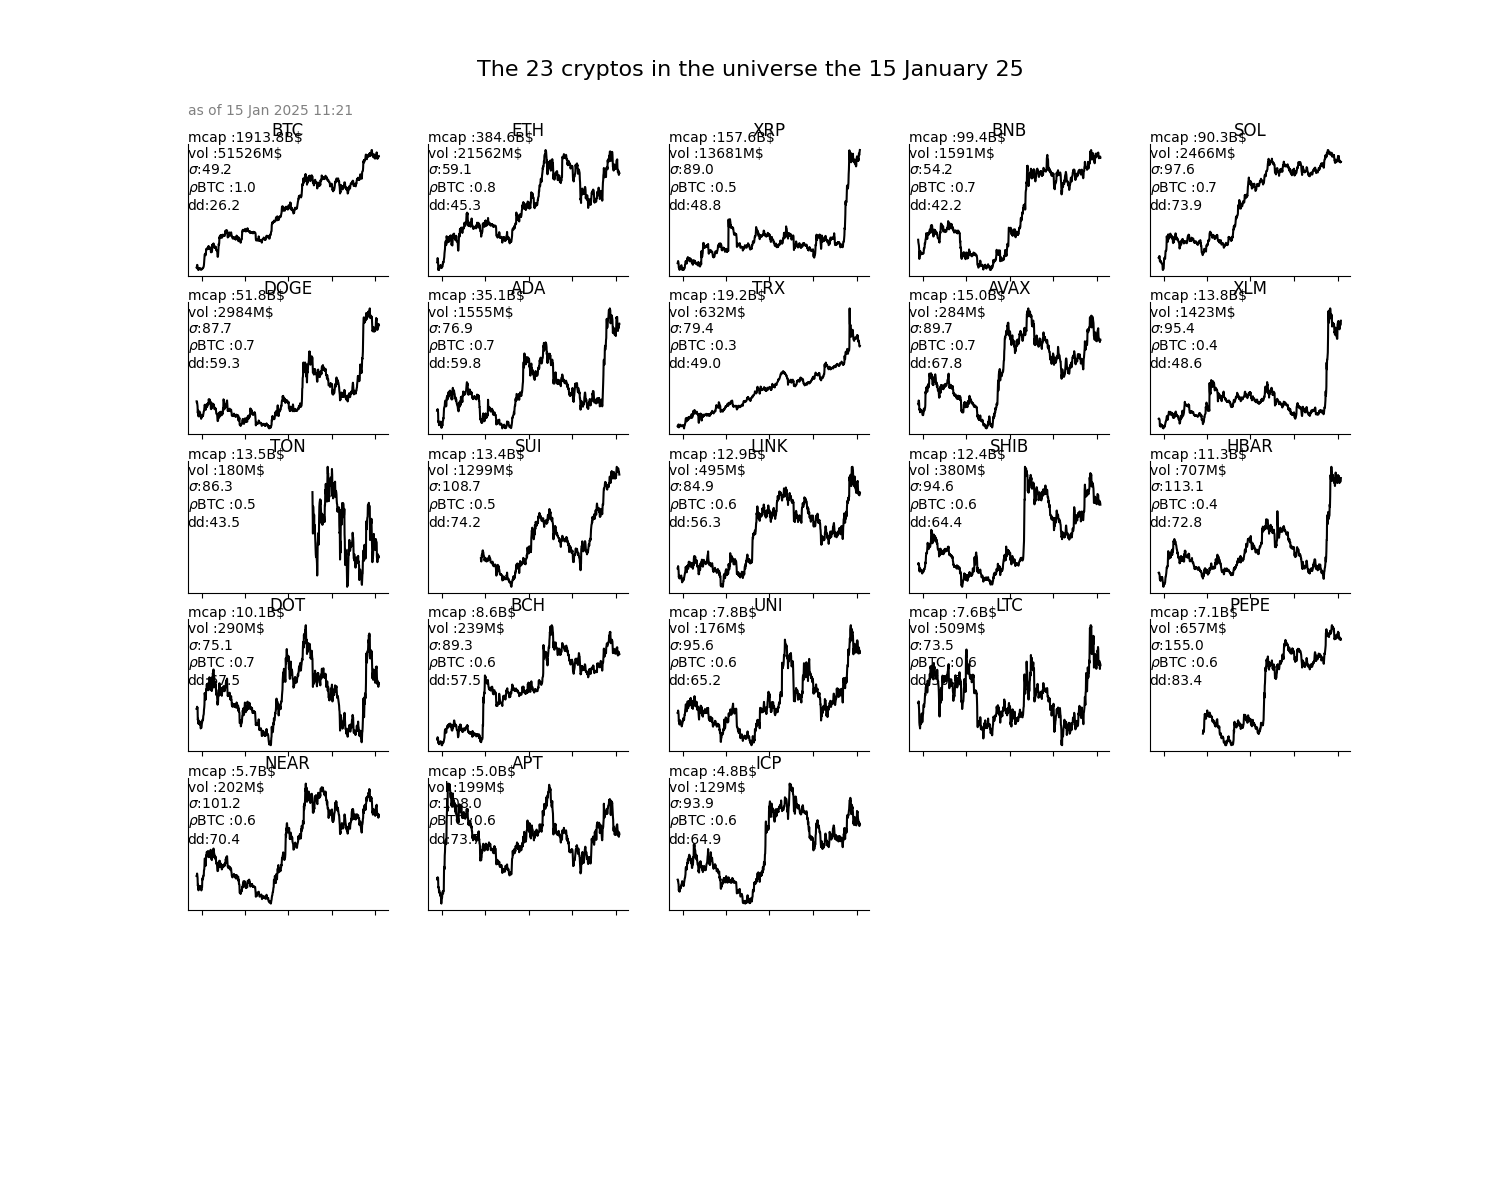 The 23 cryptos in the universe the 15 January 25
as of 15 Jan 2025 11:21
BTC
mcap :1913.8B$
vol :51526M$
σ:49.2
ρBTC :1.0
dd:26.2
ETH
mcap :384.6B$
vol :21562M$
σ:59.1
ρBTC :0.8
dd:45.3
XRP
mcap :157.6B$
vol :13681M$
σ:89.0
ρBTC :0.5
dd:48.8
BNB
mcap :99.4B$
vol :1591M$
σ:54.2
ρBTC :0.7
dd:42.2
SOL
mcap :90.3B$
vol :2466M$
σ:97.6
ρBTC :0.7
dd:73.9
DOGE
mcap :51.8B$
vol :2984M$
σ:87.7
ρBTC :0.7
dd:59.3
ADA
mcap :35.1B$
vol :1555M$
σ:76.9
ρBTC :0.7
dd:59.8
TRX
mcap :19.2B$
vol :632M$
σ:79.4
ρBTC :0.3
dd:49.0
AVAX
mcap :15.0B$
vol :284M$
σ:89.7
ρBTC :0.7
dd:67.8
XLM
mcap :13.8B$
vol :1423M$
σ:95.4
ρBTC :0.4
dd:48.6
TON
mcap :13.5B$
vol :180M$
σ:86.3
ρBTC :0.5
dd:43.5
SUI
mcap :13.4B$
vol :1299M$
σ:108.7
ρBTC :0.5
dd:74.2
LINK
mcap :12.9B$
vol :495M$
σ:84.9
ρBTC :0.6
dd:56.3
SHIB
mcap :12.4B$
vol :380M$
σ:94.6
ρBTC :0.6
dd:64.4
HBAR
mcap :11.3B$
vol :707M$
σ:113.1
ρBTC :0.4
dd:72.8
DOT
mcap :10.1B$
vol :290M$
σ:75.1
ρBTC :0.7
BCH
mcap :8.6B$
vol :239M$
σ:89.3
ρBTC :0.6
dd:57.5
UNI
mcap :7.8B$
vol :176M$
σ:95.6
ρBTC :0.6
dd:65.2
LTC
mcap :7.6B$
vol :509M$
σ:73.5
ρBTC :0.6
PEPE
mcap :7.1B$
vol :657M$
σ:155.0
ρBTC :0.6
dd:83.4
NEAR
mcap :5.7B$
vol :202M$
σ:101.2
ρBTC :0.6
dd:70.4
APT
mcap :5.0B$
vol :199M$
σ:108.0
ρBTC :0.6
ICP
mcap :4.8B$
vol :129M$
σ:93.9
ρBTC :0.6
dd:64.9